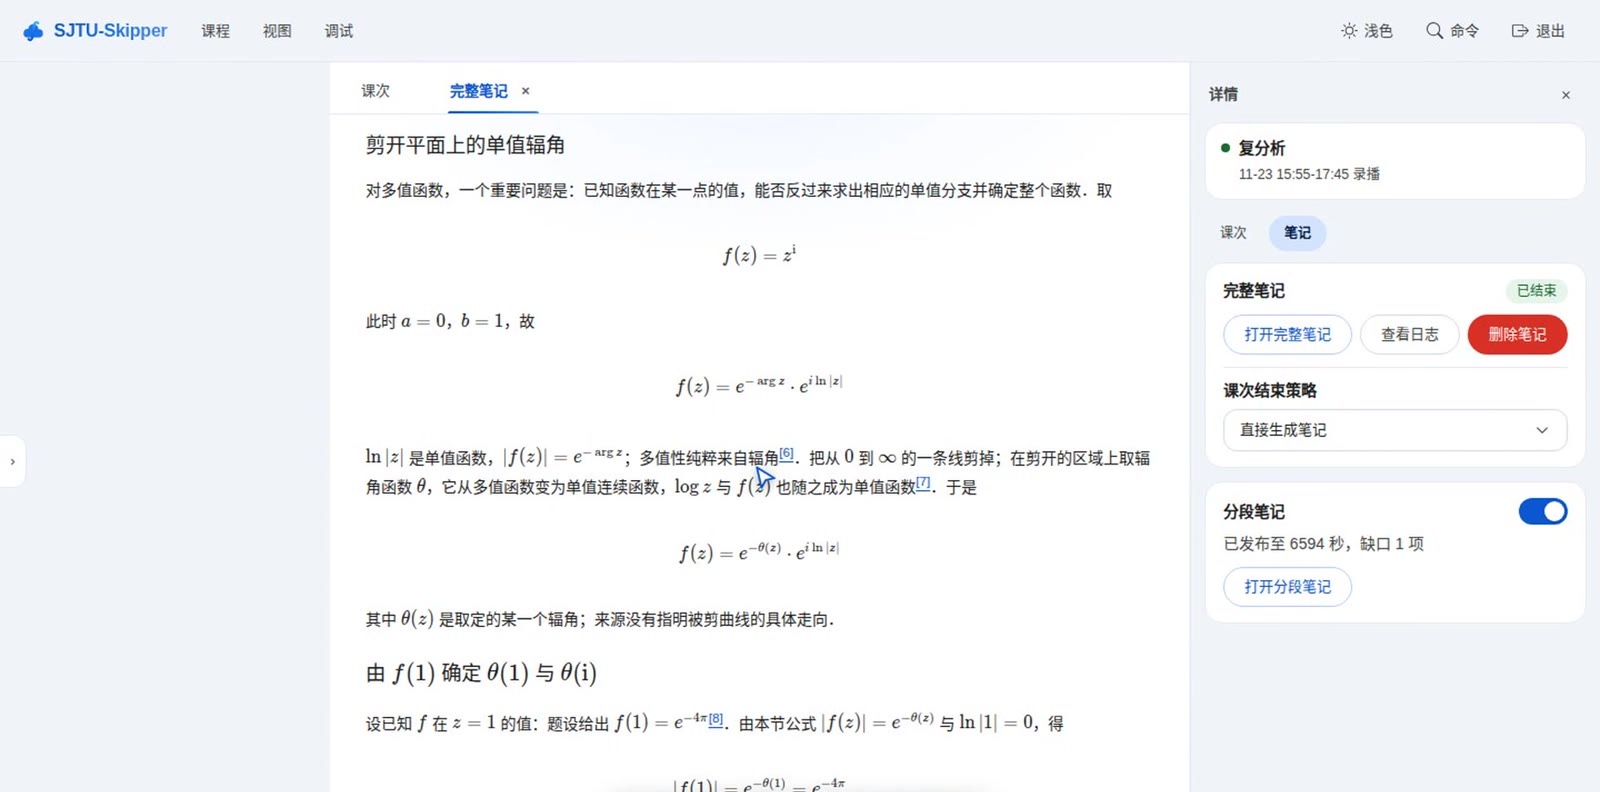 SJTU-Skipper 课程 视图 调试 浅色 命令 退出
课次 完整笔记 ×
剪开平面上的单值辐角
对多值函数，一个重要问题是：已知函数在某一点的值，能否反过来求出相应的单值分支并确定整个函数．取
f(z) = z^i
此时 a = 0，b = 1，故
f(z) = e^{− arg z} · e^{i ln |z|}
ln |z| 是单值函数，|f(z)| = e^{− arg z}；多值性纯粹来自辐角[6]．把从 0 到 ∞ 的一条线剪掉；在剪开的区域上取辐
角函数 θ，它从多值函数变为单值连续函数，log z 与 f(z) 也随之成为单值函数[7]．于是
f(z) = e^{−θ(z)} · e^{i ln |z|}
其中 θ(z) 是取定的某一个辐角；来源没有指明被剪曲线的具体走向．
由 f(1) 确定 θ(1) 与 θ(i)
设已知 f 在 z = 1 的值：题设给出 f(1) = e^{−4π}[8]．由本节公式 |f(z)| = e^{−θ(z)} 与 ln |1| = 0，得
|f(1)| = e^{−θ(1)} = e^{−4π}
详情 ×
复分析
11-23 15:55-17:45 录播
课次 笔记
完整笔记 已结束
打开完整笔记 查看日志 删除笔记
课次结束策略
直接生成笔记
分段笔记
已发布至 6594 秒，缺口 1 项
打开分段笔记